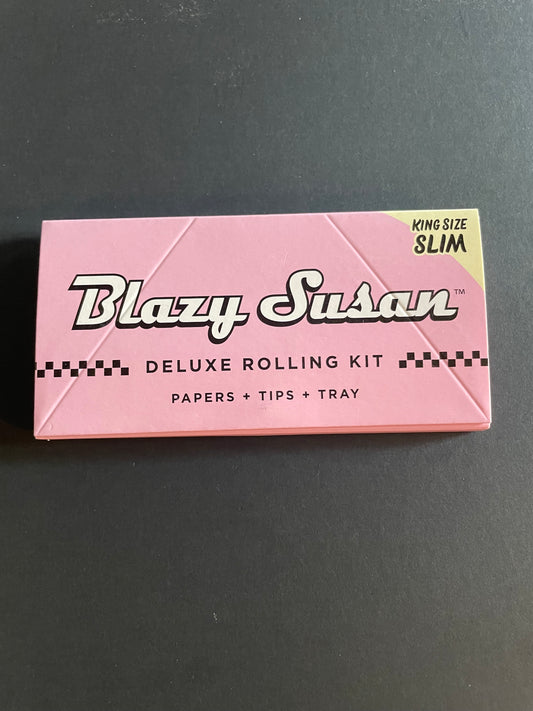 KING SIZE
SLIM
Blazy Susan™
DELUXE ROLLING KIT
PAPERS + TIPS + TRAY